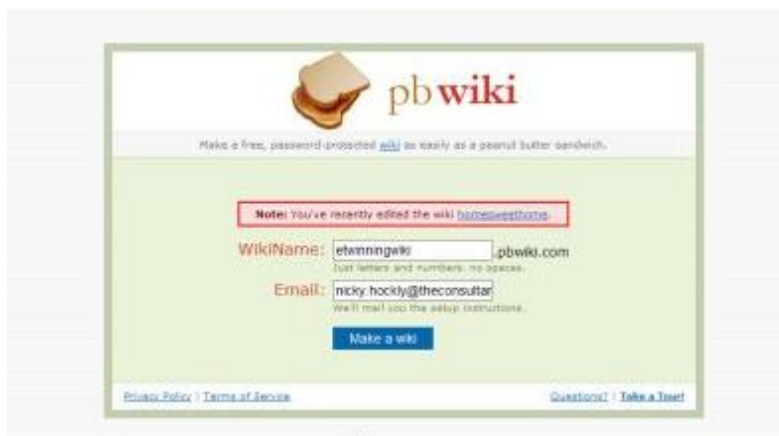 pbwiki
Make a free, password-protected wiki as easily as a peanut butter sandwich.
Note: You've recently edited the wiki homesweethome.
WikiName: etwinningwiki .pbwiki.com
Just letters and numbers, no spaces.
Email: nicky.hockly@theconsultar
We'll mail you the setup instructions.
Make a wiki
Privacy Policy | Terms of Service Questions? | Take a Tour!